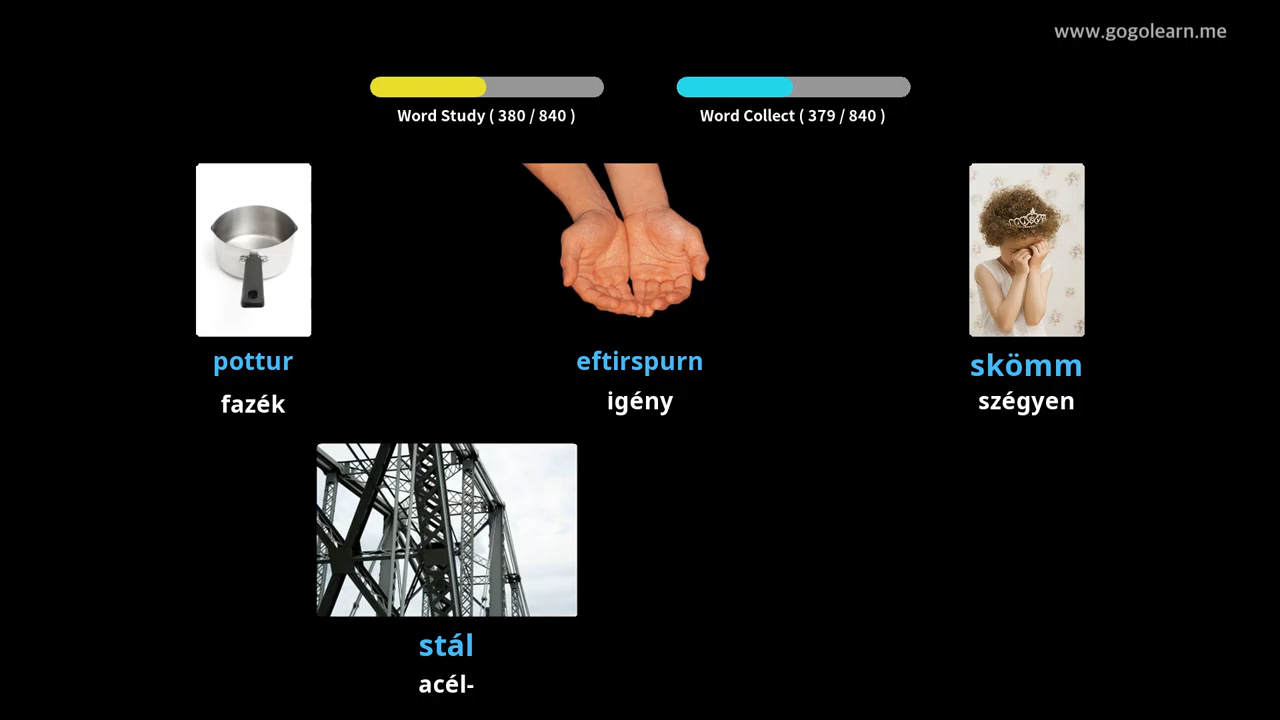 www.gogolearn.me
Word Study ( 380 / 840 )
Word Collect ( 379 / 840 )
pottur
fazék
eftirspurn
igény
skömm
szégyen
stál
acél-